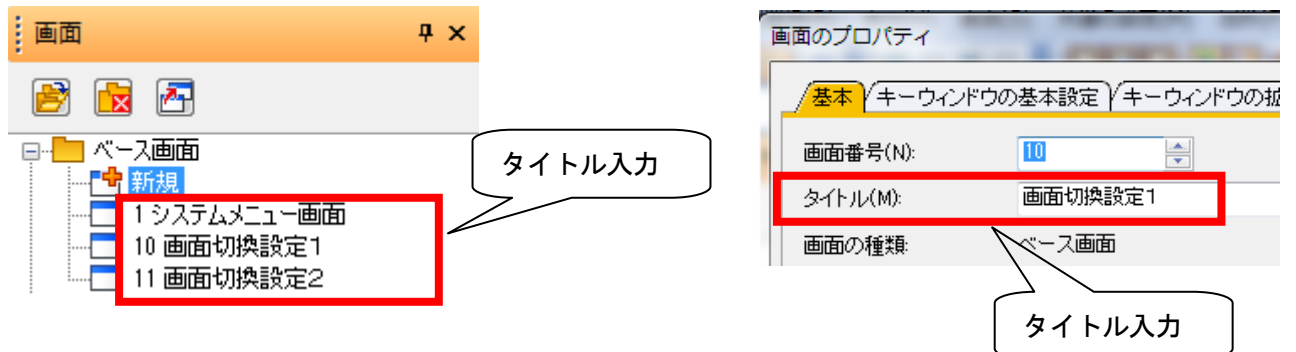 画面
ベース画面
新規
1 システムメニュー画面
10 画面切換設定1
11 画面切換設定2
タイトル入力
画面のプロパティ
基本
キーウィンドウの基本設定
キーウィンドウの拡
画面番号(N):
10
タイトル(M):
画面切換設定1
画面の種類:
ベース画面
タイトル入力